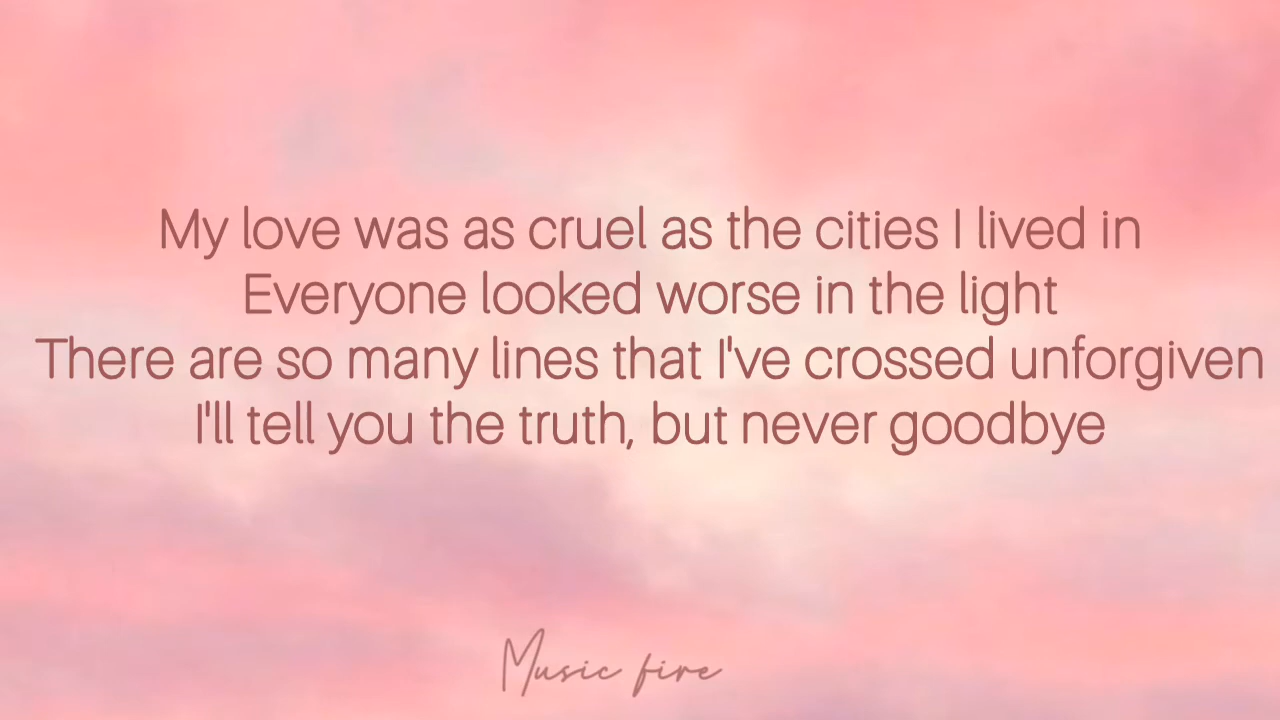 My love was as cruel as the cities I lived in
Everyone looked worse in the light
There are so many lines that I've crossed unforgiven
I'll tell you the truth, but never goodbye
Music fire